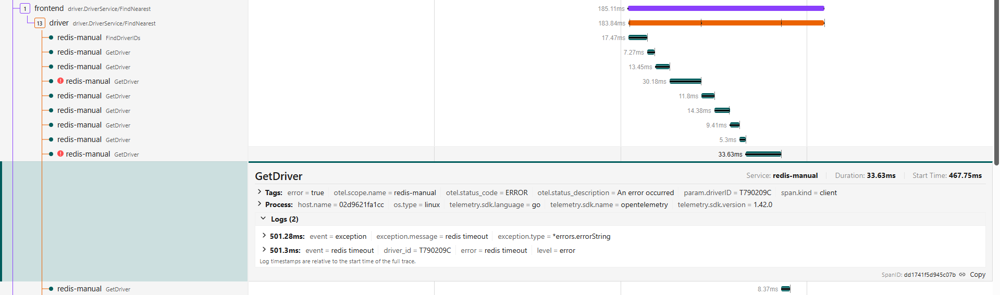 1 frontend driver.DriverService/FindNearest 185.11ms
13 driver driver.DriverService/FindNearest 183.84ms
redis-manual FindDriverIDs 17.47ms
redis-manual GetDriver 7.27ms
redis-manual GetDriver 13.45ms
! redis-manual GetDriver 30.18ms
redis-manual GetDriver 11.8ms
redis-manual GetDriver 14.38ms
redis-manual GetDriver 9.41ms
redis-manual GetDriver 5.3ms
! redis-manual GetDriver 33.63ms
GetDriver Service: redis-manual Duration: 33.63ms Start Time: 467.75ms
Tags: error = true otel.scope.name = redis-manual otel.status_code = ERROR otel.status_description = An error occurred param.driverID = T790209C span.kind = client
Process: host.name = 02d9621fa1cc os.type = linux telemetry.sdk.language = go telemetry.sdk.name = opentelemetry telemetry.sdk.version = 1.42.0
Logs (2)
501.28ms: event = exception exception.message = redis timeout exception.type = *errors.errorString
501.3ms: event = redis timeout driver_id = T790209C error = redis timeout level = error
Log timestamps are relative to the start time of the full trace.
SpanID: dd1741f5d945c07b Copy
redis-manual GetDriver 8.37ms